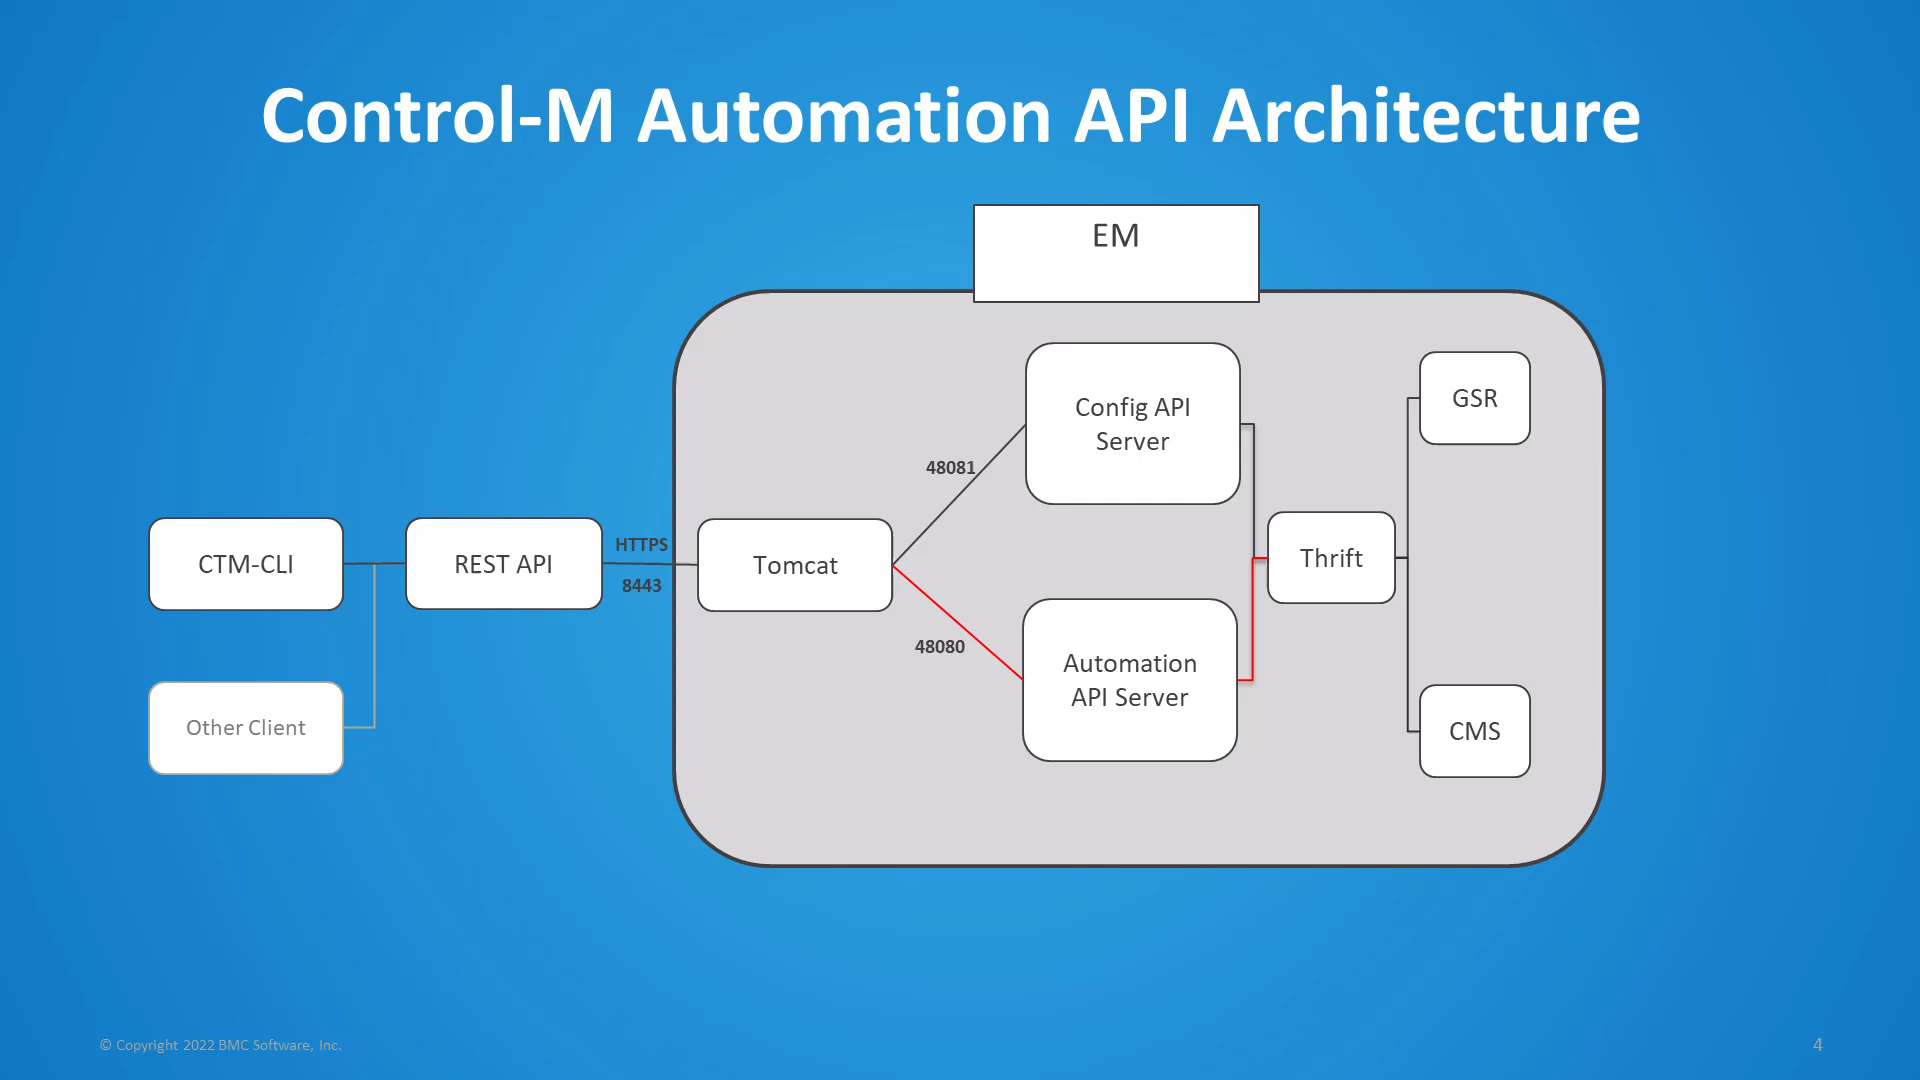 Control-M Automation API Architecture
EM
Config API
Server
GSR
48081
CTM-CLI
REST API
HTTPS
8443
Tomcat
Thrift
48080
Automation
API Server
Other Client
CMS
© Copyright 2022 BMC Software, Inc.
4